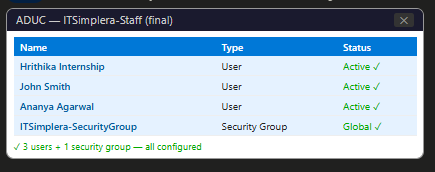 ADUC — ITSimplera-Staff (final)
Name Type Status
Hrithika Internship User Active ✓
John Smith User Active ✓
Ananya Agarwal User Active ✓
ITSimplera-SecurityGroup Security Group Global ✓
✓ 3 users + 1 security group — all configured